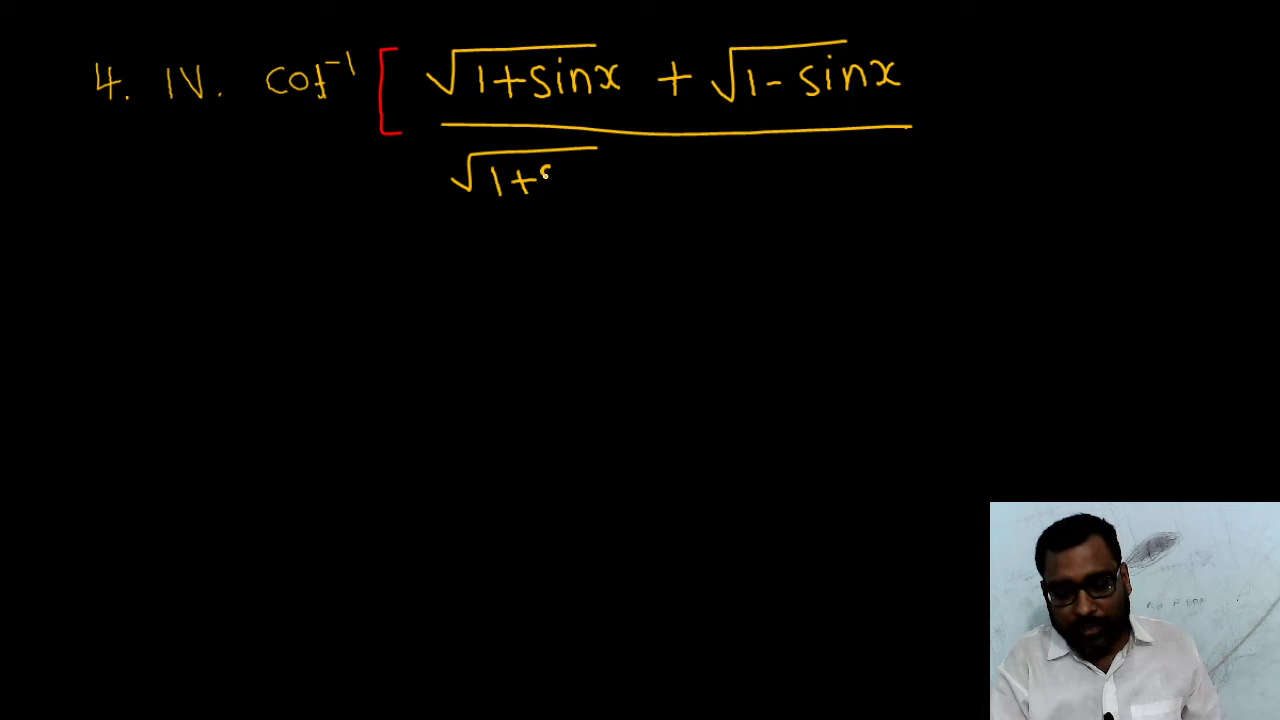 4. IV. cot⁻¹ [ √1+sinx + √1-sinx
√1+s